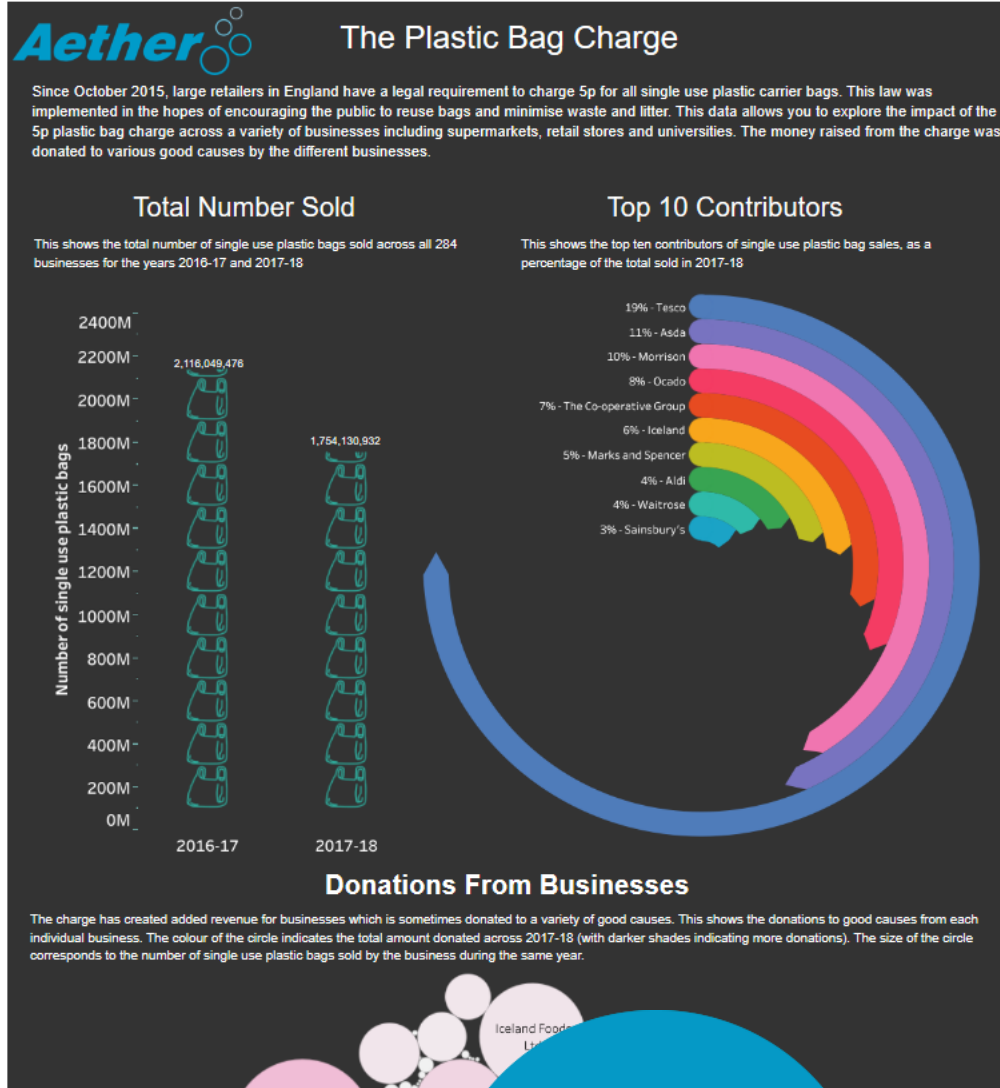 Aether
The Plastic Bag Charge
Since October 2015, large retailers in England have a legal requirement to charge 5p for all single use plastic carrier bags. This law was
implemented in the hopes of encouraging the public to reuse bags and minimise waste and litter. This data allows you to explore the impact of the
5p plastic bag charge across a variety of businesses including supermarkets, retail stores and universities. The money raised from the charge was
donated to various good causes by the different businesses.
Total Number Sold
This shows the total number of single use plastic bags sold across all 284
businesses for the years 2016-17 and 2017-18
Number of single use plastic bags
2400M
2200M
2000M
1800M
1600M
1400M
1200M
1000M
800M
600M
400M
200M
0M
2,116,049,476
1,754,130,932
2016-17
2017-18
Top 10 Contributors
This shows the top ten contributors of single use plastic bag sales, as a
percentage of the total sold in 2017-18
19% - Tesco
11% - Asda
10% - Morrison
8% - Ocado
7% - The Co-operative Group
6% - Iceland
5% - Marks and Spencer
4% - Aldi
4% - Waitrose
3% - Sainsbury's
Donations From Businesses
The charge has created added revenue for businesses which is sometimes donated to a variety of good causes. This shows the donations to good causes from each
individual business. The colour of the circle indicates the total amount donated across 2017-18 (with darker shades indicating more donations). The size of the circle
corresponds to the number of single use plastic bags sold by the business during the same year.
Iceland Foods